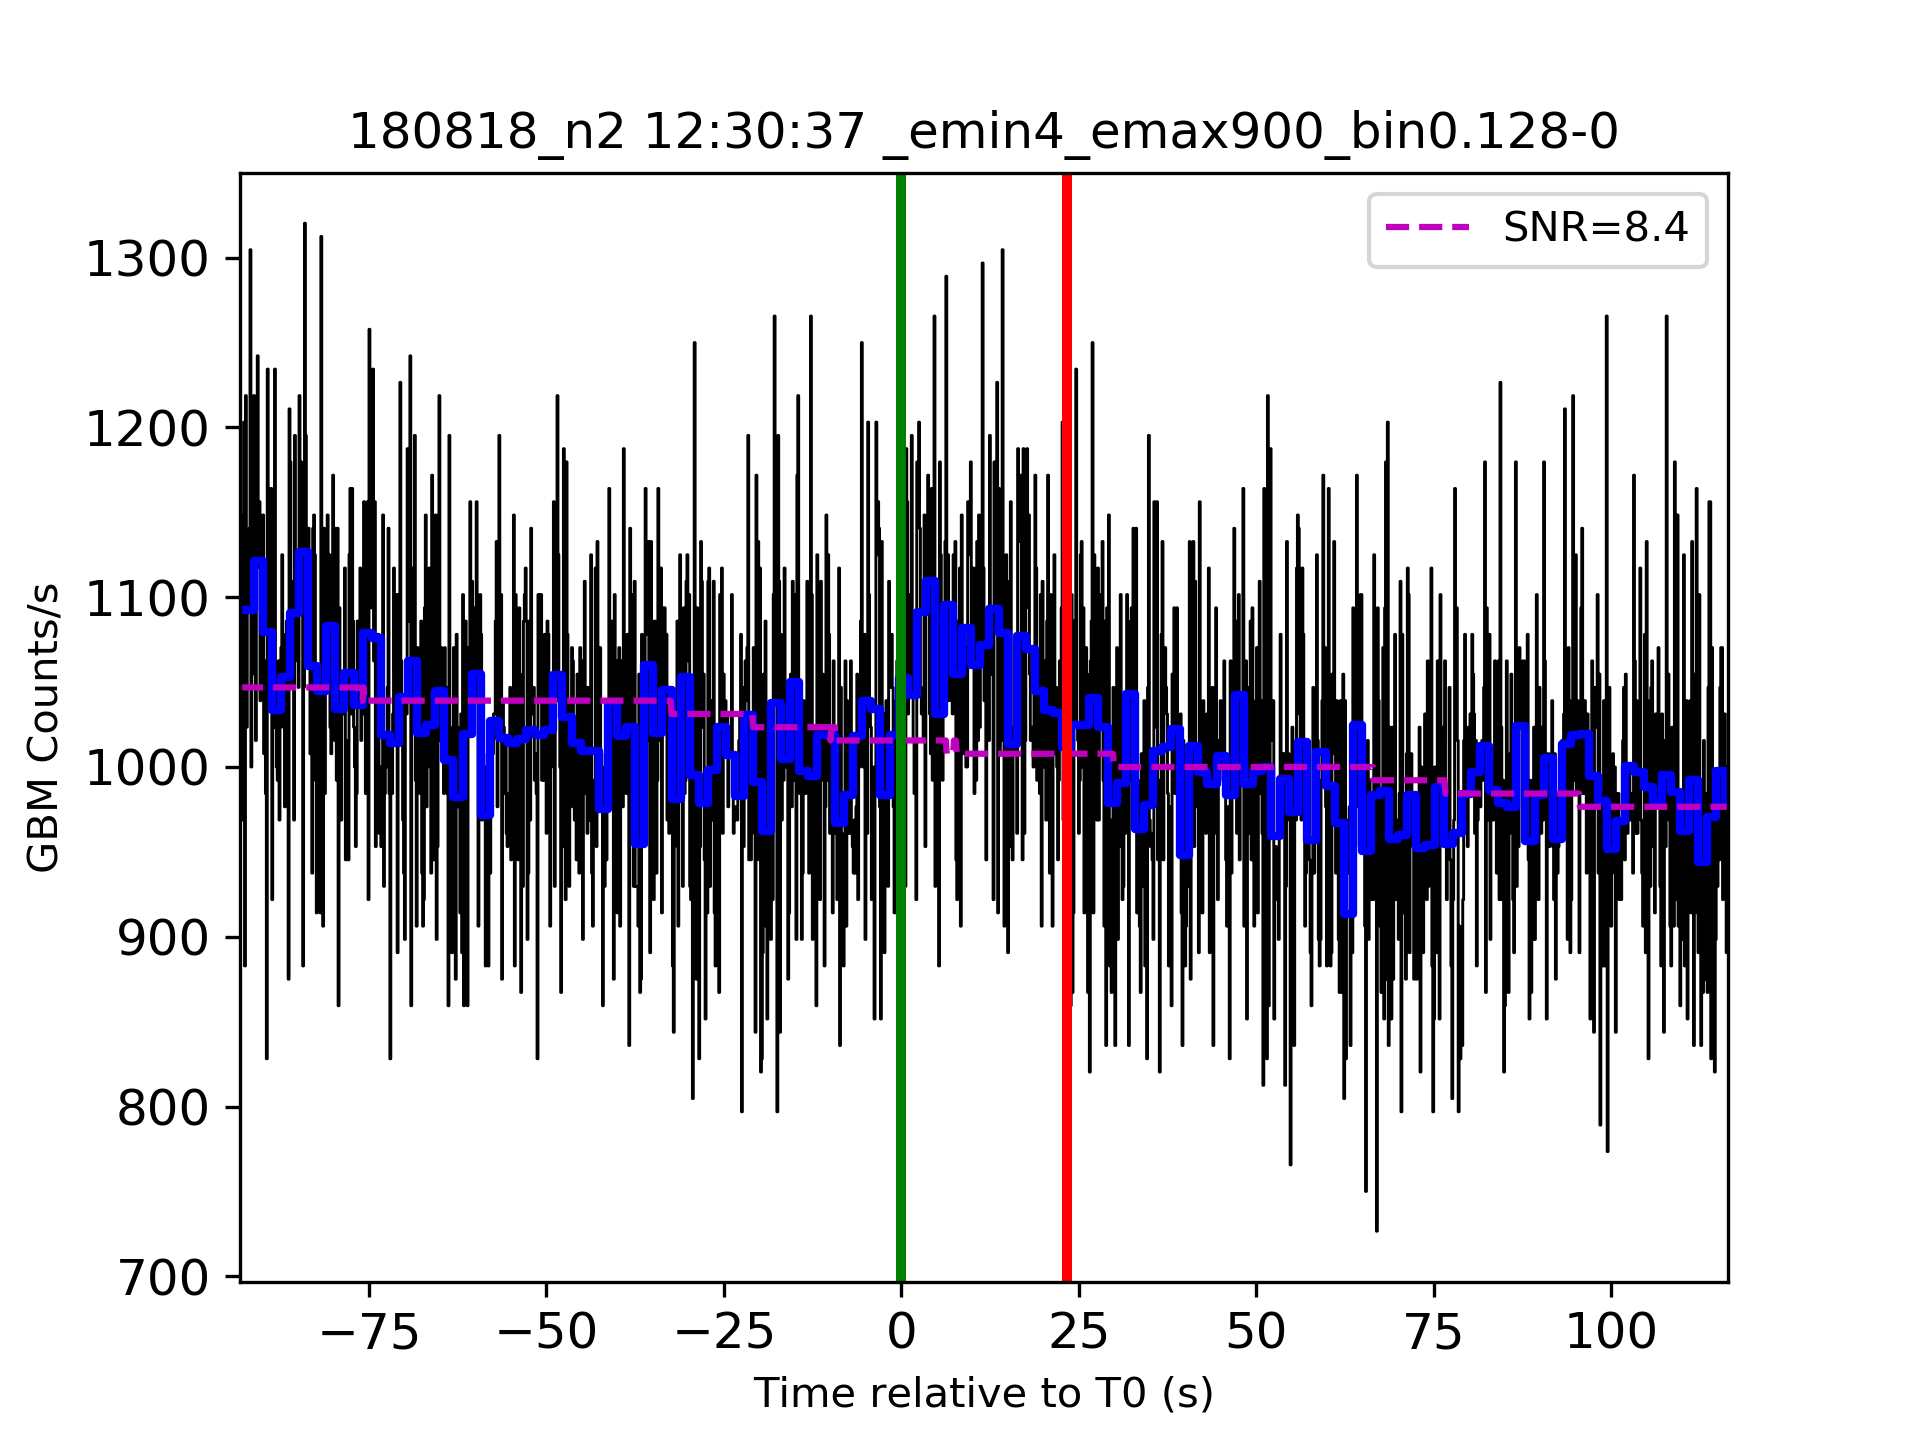 180818_n2 12:30:37 _emin4_emax900_bin0.128-0
SNR=8.4
GBM Counts/s
1300
1200
1100
1000
900
800
700
−75 −50 −25 0 25 50 75 100
Time relative to T0 (s)